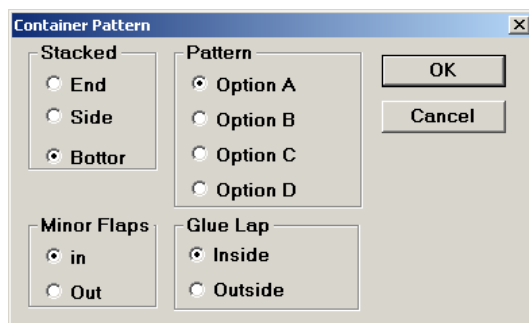 Container Pattern
Stacked
End
Side
Bottor
Pattern
Option A
Option B
Option C
Option D
OK
Cancel
Minor Flaps
in
Out
Glue Lap
Inside
Outside